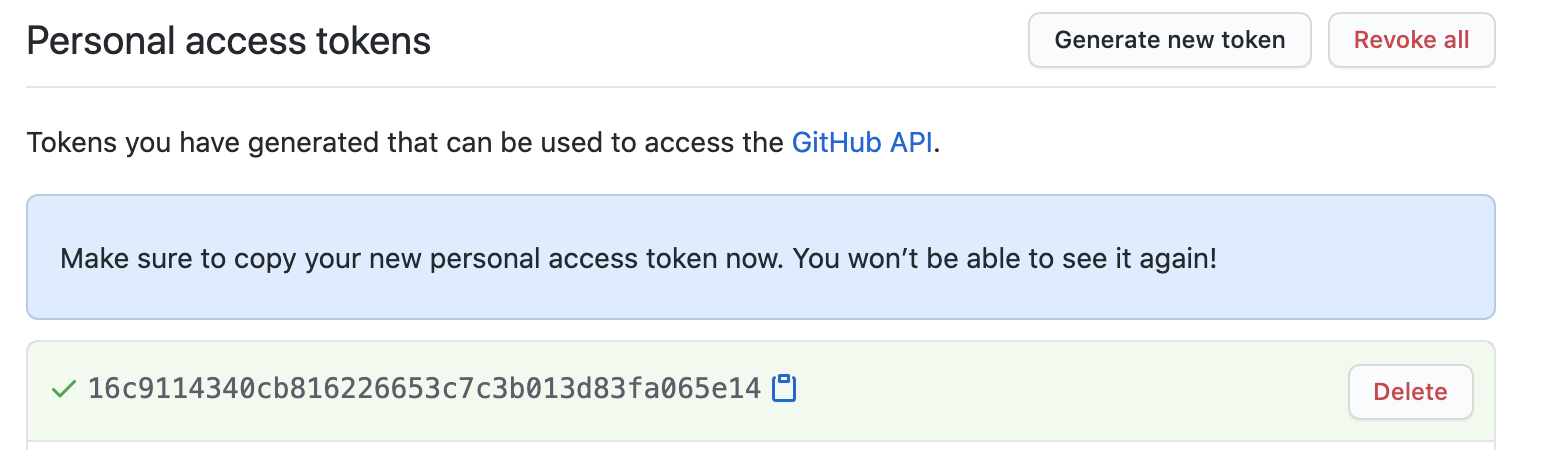 Personal access tokens
Generate new token
Revoke all
Tokens you have generated that can be used to access the GitHub API.
Make sure to copy your new personal access token now. You won’t be able to see it again!
16c9114340cb816226653c7c3b013d83fa065e14
Delete